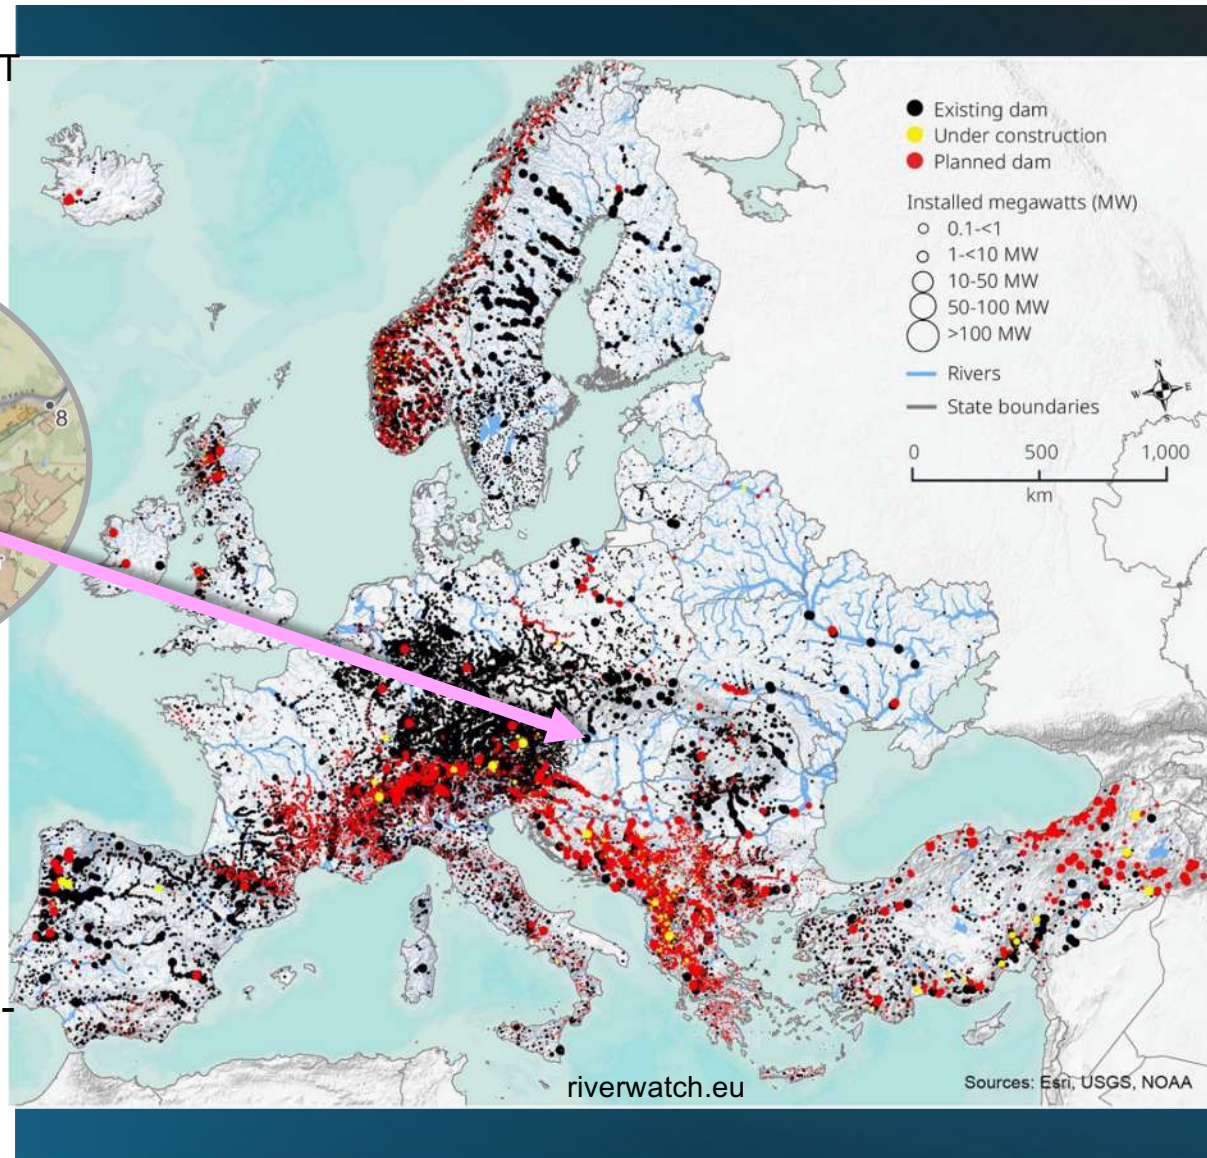 T
Existing dam
Under construction
Planned dam
Installed megawatts (MW)
0.1-<1
1-<10 MW
10-50 MW
50-100 MW
>100 MW
Rivers
State boundaries
N
W E
S
0 500 1,000
km
8
-
riverwatch.eu
Sources: Esri, USGS, NOAA